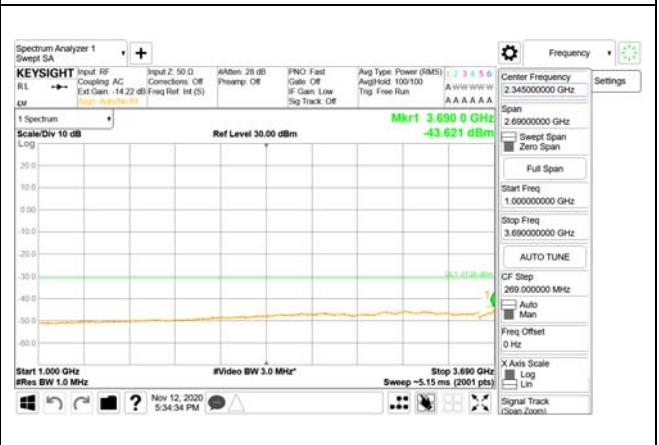 Spectrum Analyzer 1
Swept SA
Frequency
KEYSIGHT
RL
Input: RF
Coupling: AC
Ext Gain: -14.22 dB
Align: Auto/No RF
Input Z: 50 Ω
Corrections: Off
Freq Ref: Int (S)
#Atten: 28 dB
Preamp: Off
PNO: Fast
Gate: Off
IF Gain: Low
Sig Track: Off
Avg Type: Power (RMS)
Avg|Hold: 100/100
Trig: Free Run
1 2 3 4 5 6
A W W W W W
A A A A A A
1 Spectrum
Scale/Div 10 dB
Log
Ref Level 30.00 dBm
Mkr1 3.690 0 GHz
-43.621 dBm
20.0
10.0
0.00
-10.0
-20.0
-30.0
-40.0
-50.0
-60.0
1
Start 1.000 GHz
#Res BW 1.0 MHz
#Video BW 3.0 MHz*
Stop 3.690 GHz
Sweep ~5.15 ms (2001 pts)
Nov 12, 2020
5:34:34 PM
Center Frequency
2.345000000 GHz
Settings
Span
2.69000000 GHz
Swept Span
Zero Span
Full Span
Start Freq
1.000000000 GHz
Stop Freq
3.690000000 GHz
AUTO TUNE
CF Step
269.000000 MHz
Auto
Man
Freq Offset
0 Hz
X Axis Scale
Log
Lin
Signal Track
(Span Zoom)